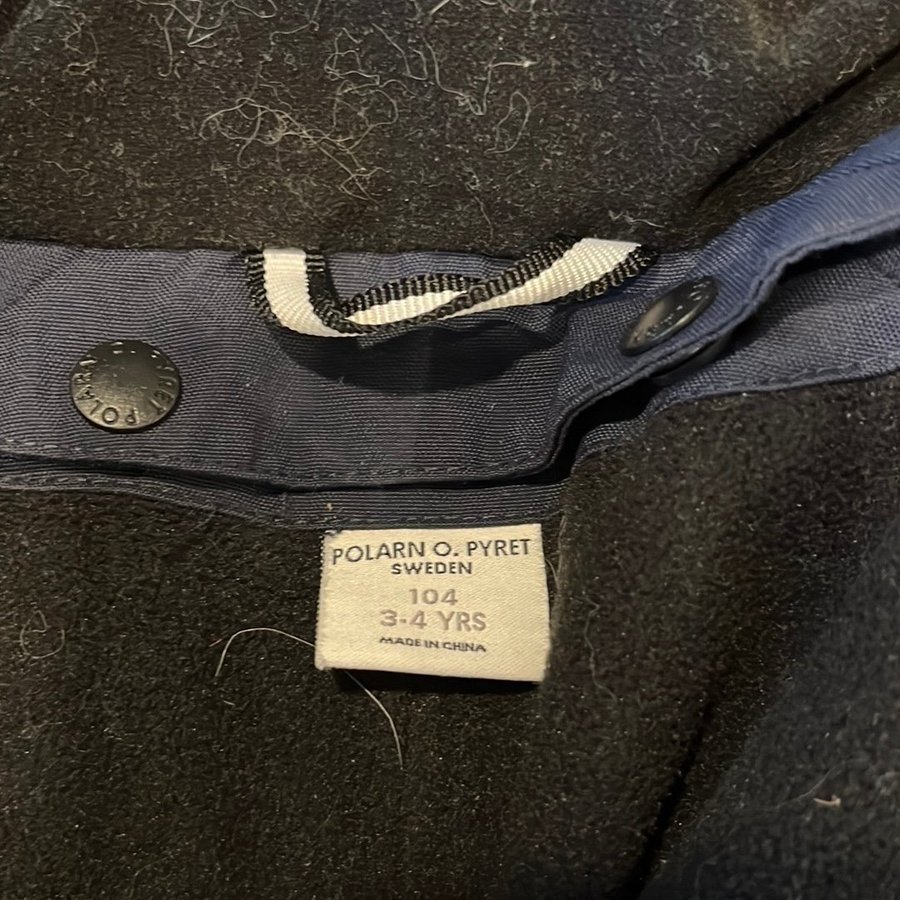 POLARN O. PYRET
SWEDEN
104
3-4 YRS
MADE IN CHINA